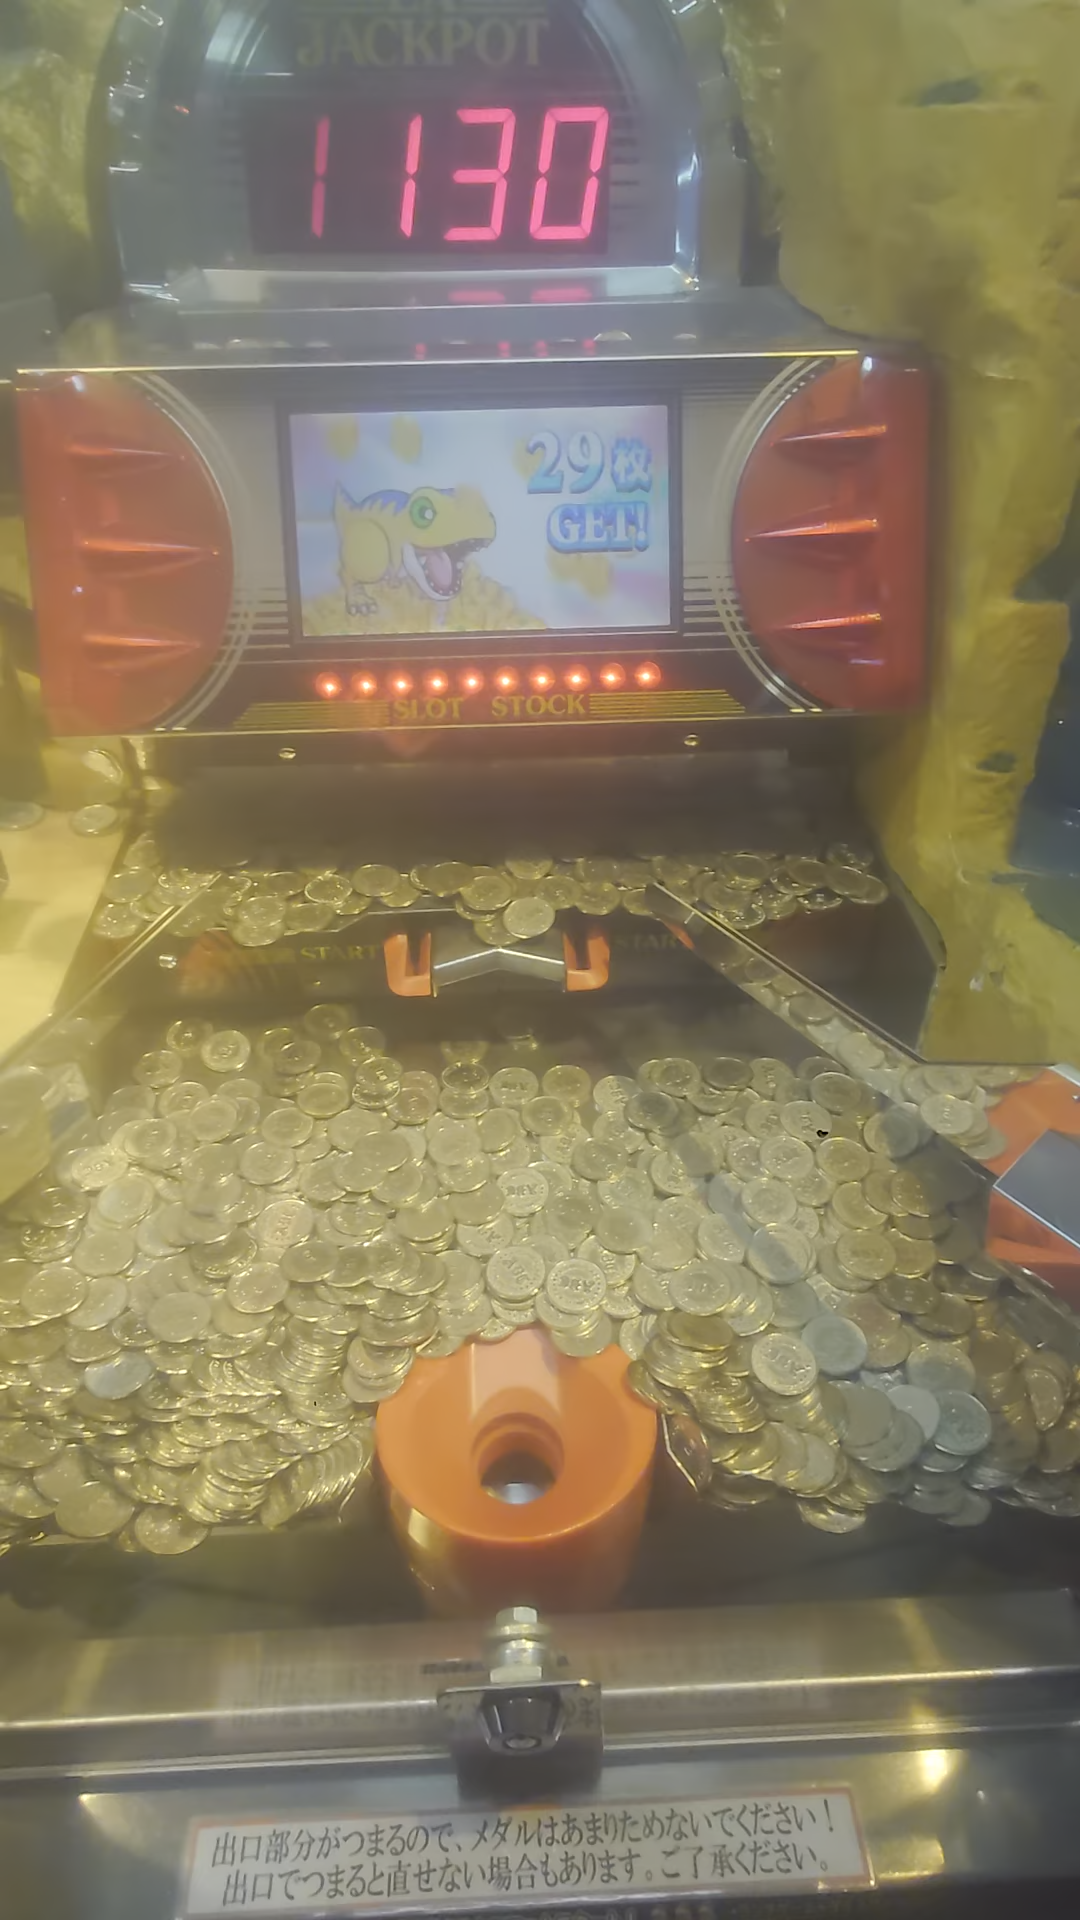 JACKPOT
1130
29枚
GET!
SLOT STOCK
START
START
出口部分がつまるので、メダルはあまりためないでください！
出口でつまると直せない場合もあります。ご了承ください。